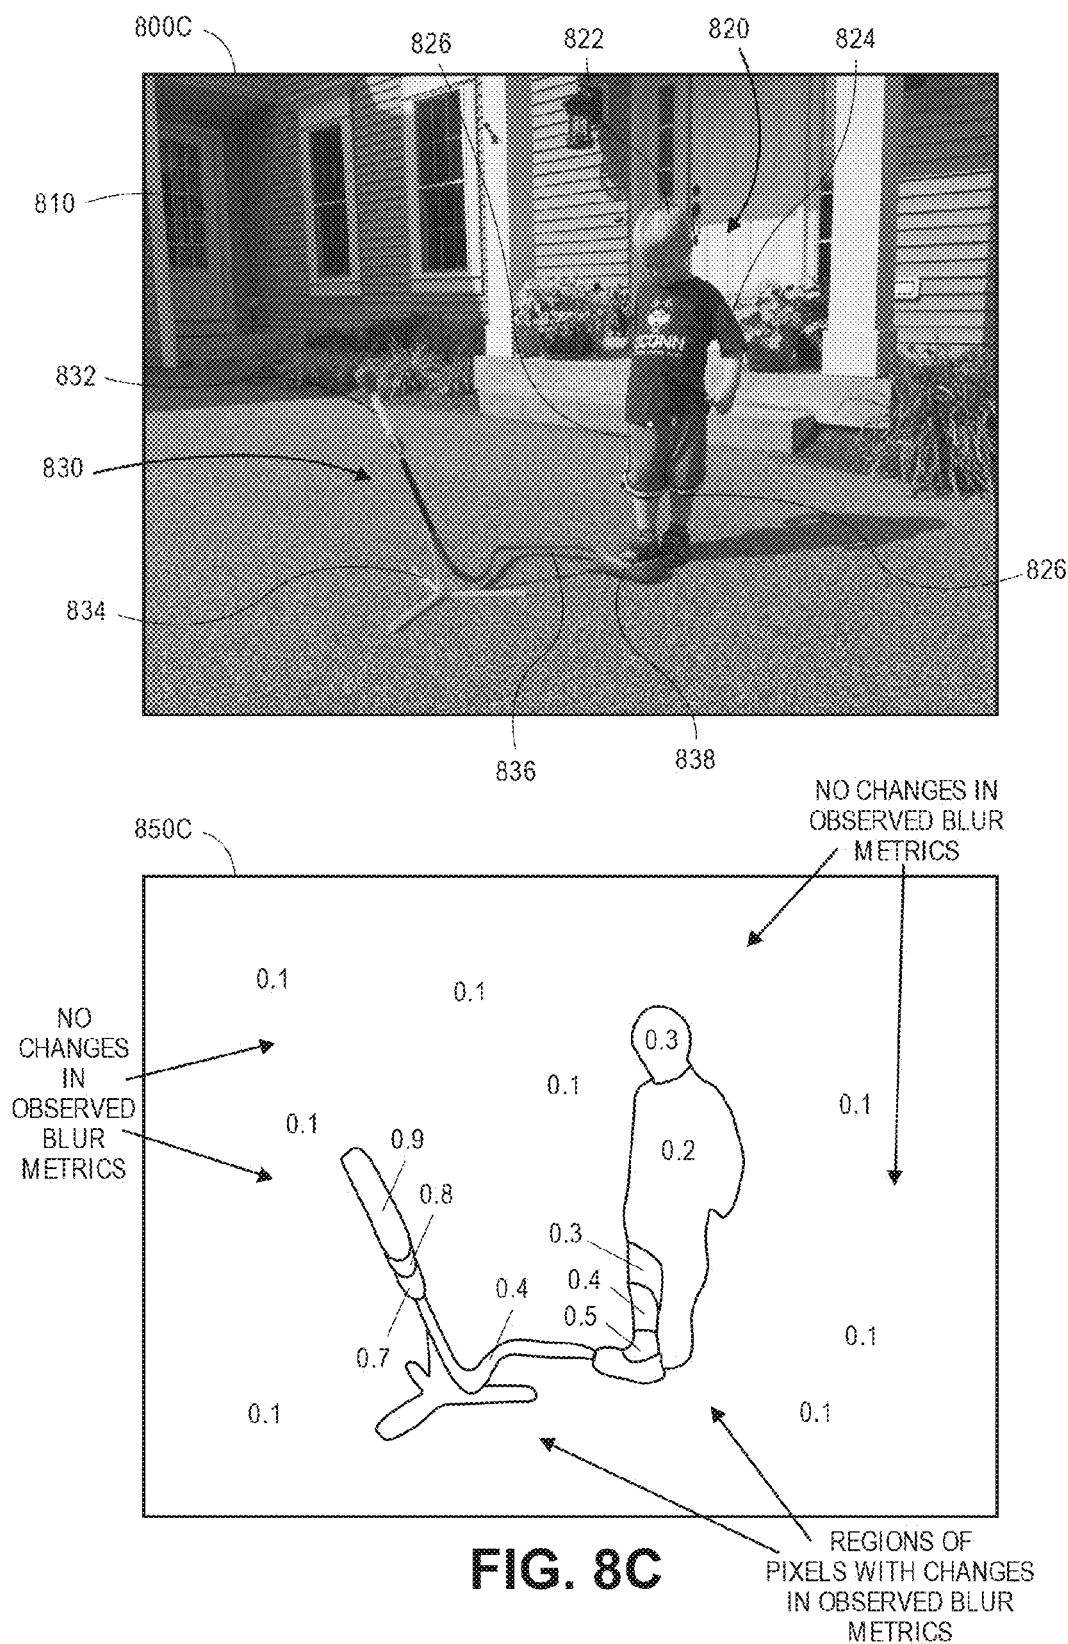 800C
826
822
820
824
810
CONN
832
830
834
826
836
838
NO CHANGES IN
OBSERVED BLUR
METRICS
850C
0.1
0.1
NO
CHANGES
IN
OBSERVED
BLUR
METRICS
0.3
0.1
0.1
0.1
0.9
0.2
0.8
0.3
0.4
0.4
0.5
0.7
0.1
0.1
0.1
FIG. 8C
REGIONS OF
PIXELS WITH CHANGES
IN OBSERVED BLUR
METRICS